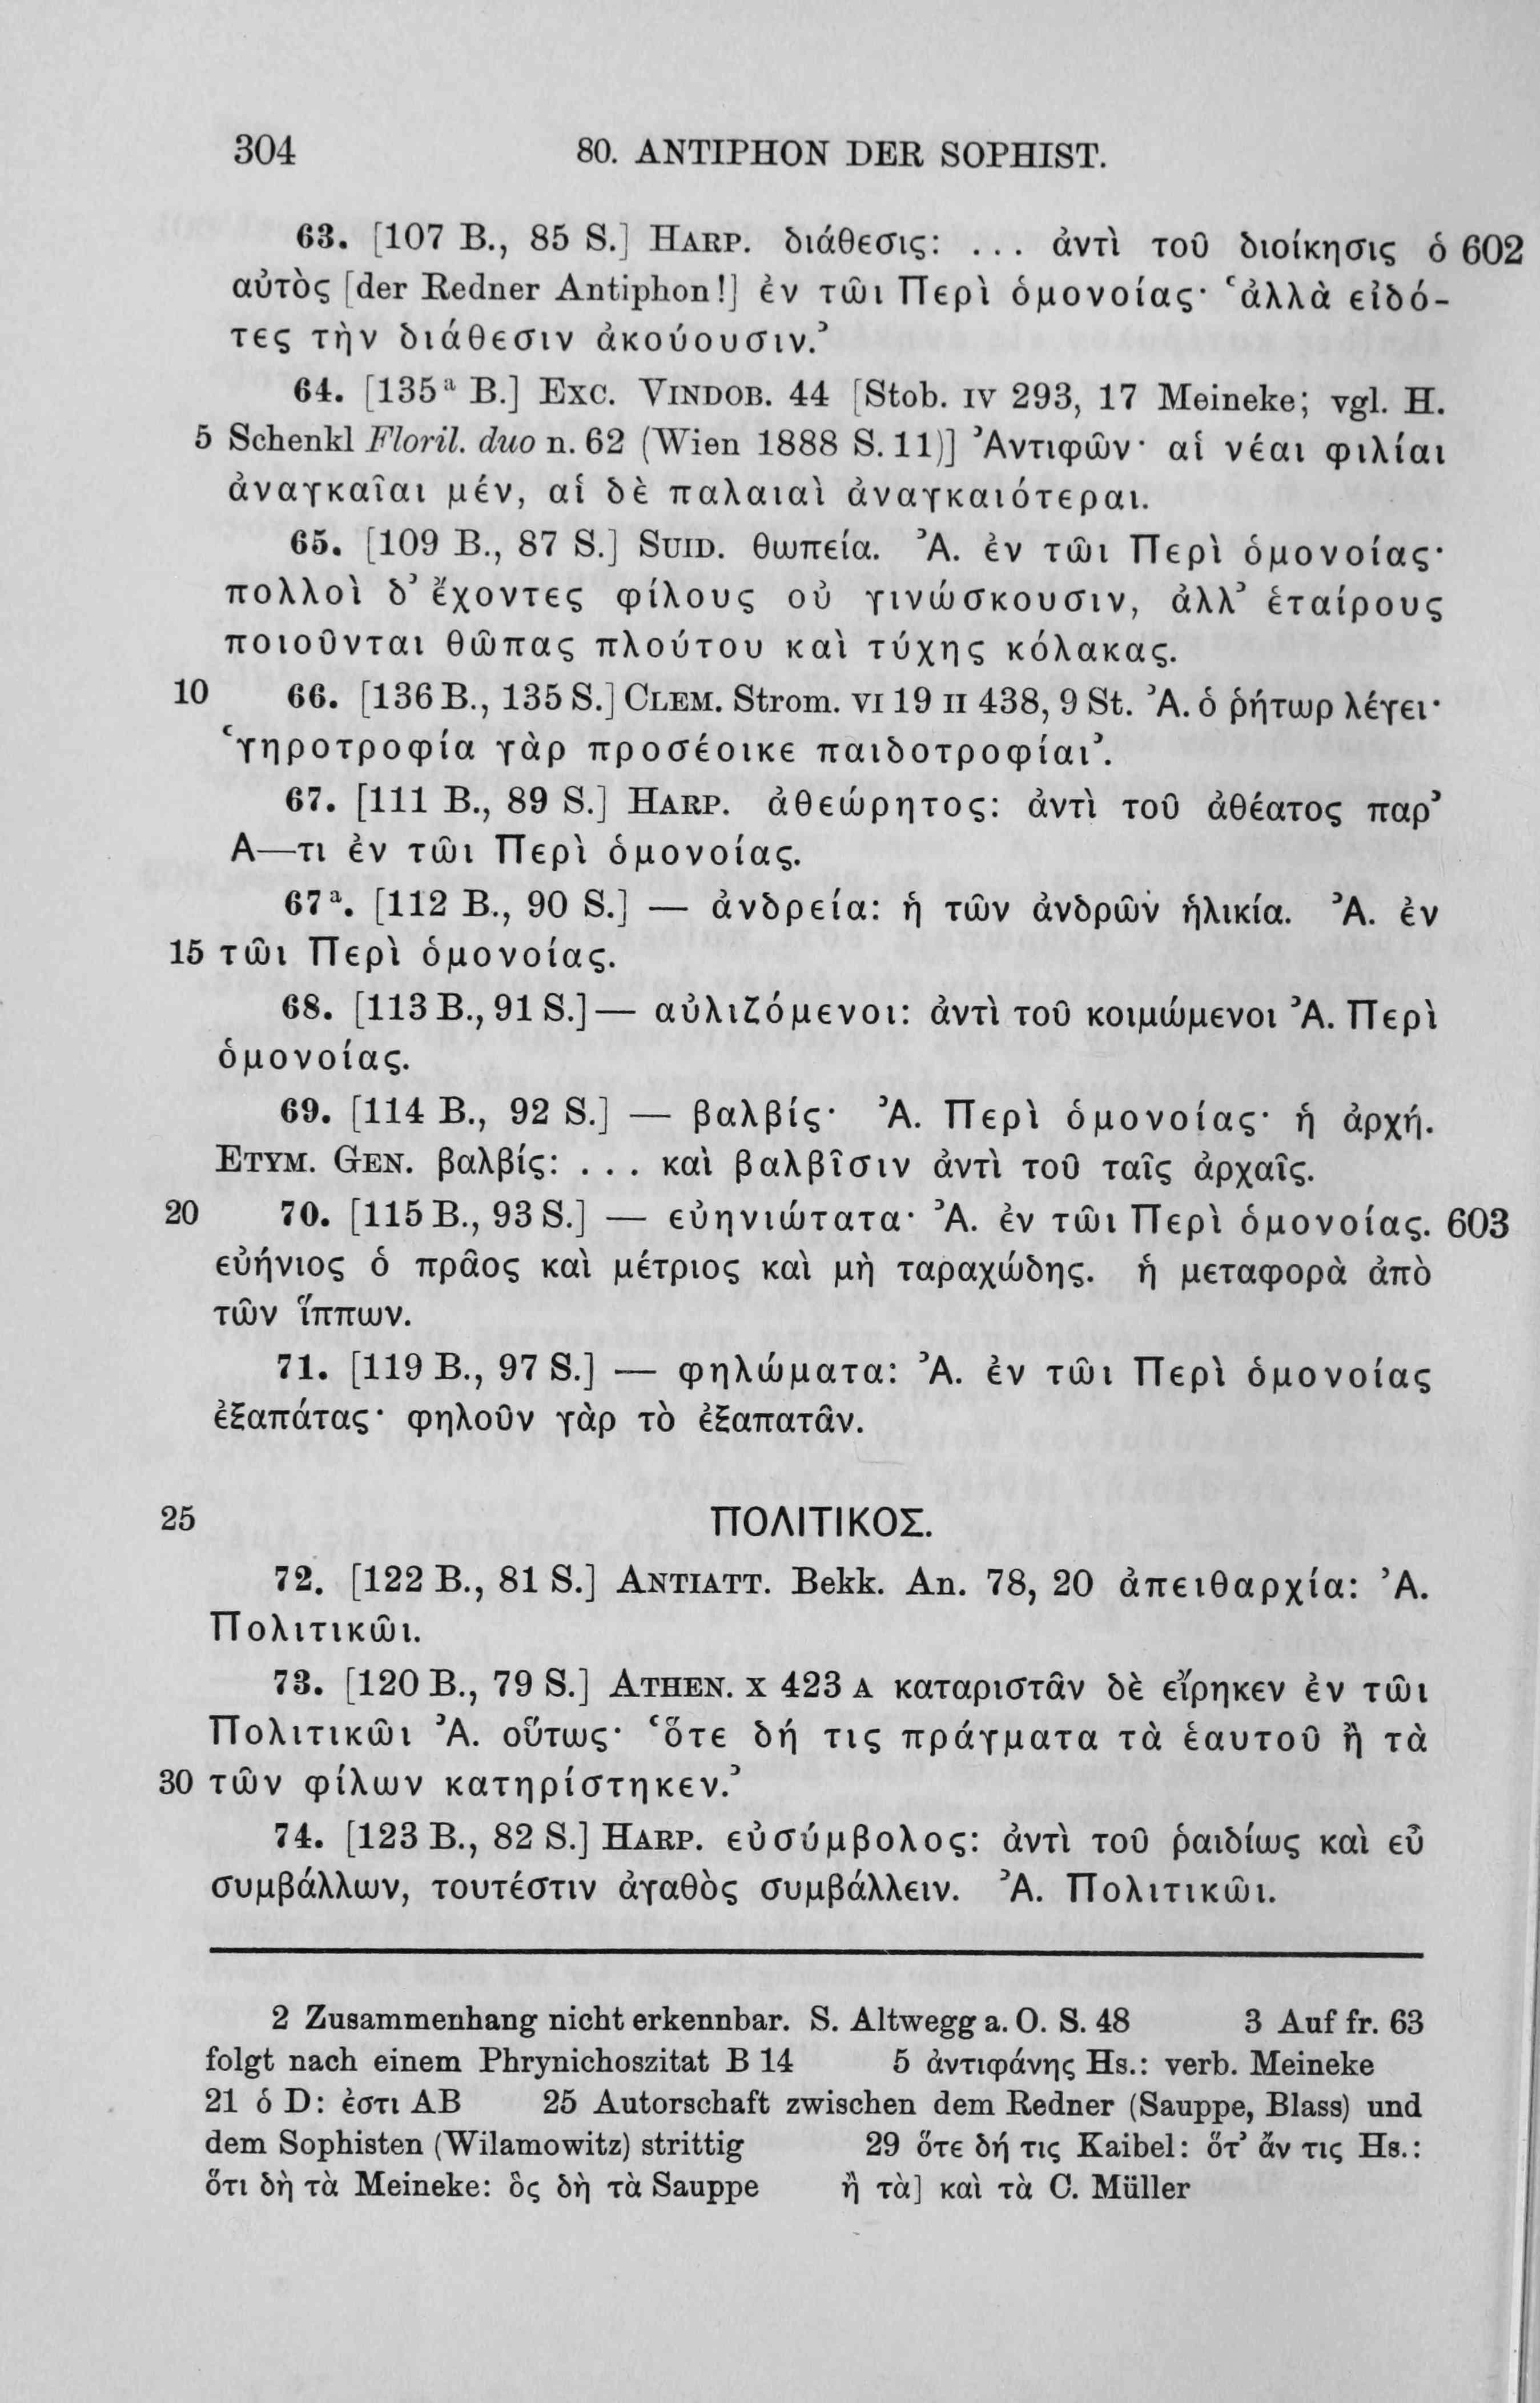 304 80. ANTIPHON DER SOPHIST.
63. [107 B., 85 S.] HARP. διάθεσις: ... ἀντὶ τοῦ διοίκησις ὁ 602
αὐτὸς [der Redner Antiphon!] ἐν τῶι Περὶ ὁμονοίας· ‘ἀλλὰ εἰδό-
τες τὴν διάθεσιν ἀκούουσιν.’
64. [135ᵃ B.] EXC. VINDOB. 44 [Stob. IV 293, 17 Meineke; vgl. H.
5 Schenkl Floril. duo n. 62 (Wien 1888 S. 11)] Ἀντιφῶν· αἱ νέαι φιλίαι
ἀναγκαῖαι μέν, αἱ δὲ παλαιαὶ ἀναγκαιότεραι.
65. [109 B., 87 S.] SUID. θωπεία. Ἀ. ἐν τῶι Περὶ ὁμονοίας·
πολλοὶ δ’ ἔχοντες φίλους οὐ γινώσκουσιν, ἀλλ’ ἑταίρους
ποιοῦνται θῶπας πλούτου καὶ τύχης κόλακας.
10 66. [136 B., 135 S.] CLEM. Strom. VI 19 II 438, 9 St. Ἀ. ὁ ῥήτωρ λέγει·
‘γηροτροφία γὰρ προσέοικε παιδοτροφίαι’.
67. [111 B., 89 S.] HARP. ἀθεώρητος: ἀντὶ τοῦ ἀθέατος παρ’
Α—τι ἐν τῶι Περὶ ὁμονοίας.
67ᵃ. [112 B., 90 S.] — ἀνδρεία: ἡ τῶν ἀνδρῶν ἡλικία. Ἀ. ἐν
15 τῶι Περὶ ὁμονοίας.
68. [113 B., 91 S.] — αὐλιζόμενοι: ἀντὶ τοῦ κοιμώμενοι Ἀ. Περὶ
ὁμονοίας.
69. [114 B., 92 S.] — βαλβίς· Ἀ. Περὶ ὁμονοίας· ἡ ἀρχή.
ETYM. GEN. βαλβίς: ... καὶ βαλβῖσιν ἀντὶ τοῦ ταῖς ἀρχαῖς.
20 70. [115 B., 93 S.] — εὐηνιώτατα· Ἀ. ἐν τῶι Περὶ ὁμονοίας. 603
εὐήνιος ὁ πρᾶος καὶ μέτριος καὶ μὴ ταραχώδης. ἡ μεταφορὰ ἀπὸ
τῶν ἵππων.
71. [119 B., 97 S.] — φηλώματα: Ἀ. ἐν τῶι Περὶ ὁμονοίας
ἐξαπάτας· φηλοῦν γὰρ τὸ ἐξαπατᾶν.
25 ΠΟΛΙΤΙΚΟΣ.
72. [122 B., 81 S.] ANTIATT. Bekk. An. 78, 20 ἀπειθαρχία: Ἀ.
Πολιτικῶι.
73. [120 B., 79 S.] ATHEN. X 423 A καταριστᾶν δὲ εἴρηκεν ἐν τῶι
Πολιτικῶι Ἀ. οὕτως· ‘ὅτε δή τις πράγματα τὰ ἑαυτοῦ ἢ τὰ
30 τῶν φίλων κατηρίστηκεν.’
74. [123 B., 82 S.] HARP. εὐσύμβολος: ἀντὶ τοῦ ῥαιδίως καὶ εὖ
συμβάλλων, τουτέστιν ἀγαθὸς συμβάλλειν. Ἀ. Πολιτικῶι.
2 Zusammenhang nicht erkennbar. S. Altwegg a. O. S. 48 3 Auf fr. 63
folgt nach einem Phrynichoszitat B 14 5 ἀντιφάνης Hs.: verb. Meineke
21 ὁ D: ἐστι AB 25 Autorschaft zwischen dem Redner (Sauppe, Blass) und
dem Sophisten (Wilamowitz) strittig 29 ὅτε δή τις Kaibel: ὅτ’ ἄν τις Hs.:
ὅτι δὴ τὰ Meineke: ὃς δὴ τὰ Sauppe ἢ τὰ] καὶ τὰ C. Müller